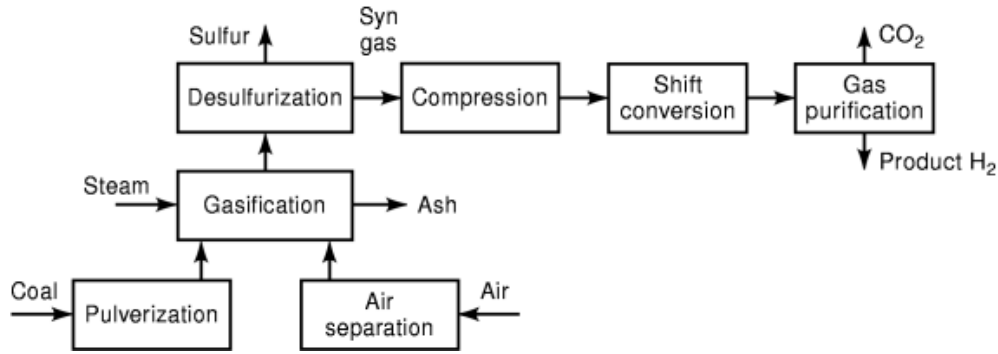 Sulfur
Syn
gas
CO₂
Desulfurization
Compression
Shift
conversion
Gas
purification
Product H₂
Steam
Gasification
Ash
Coal
Pulverization
Air
separation
Air